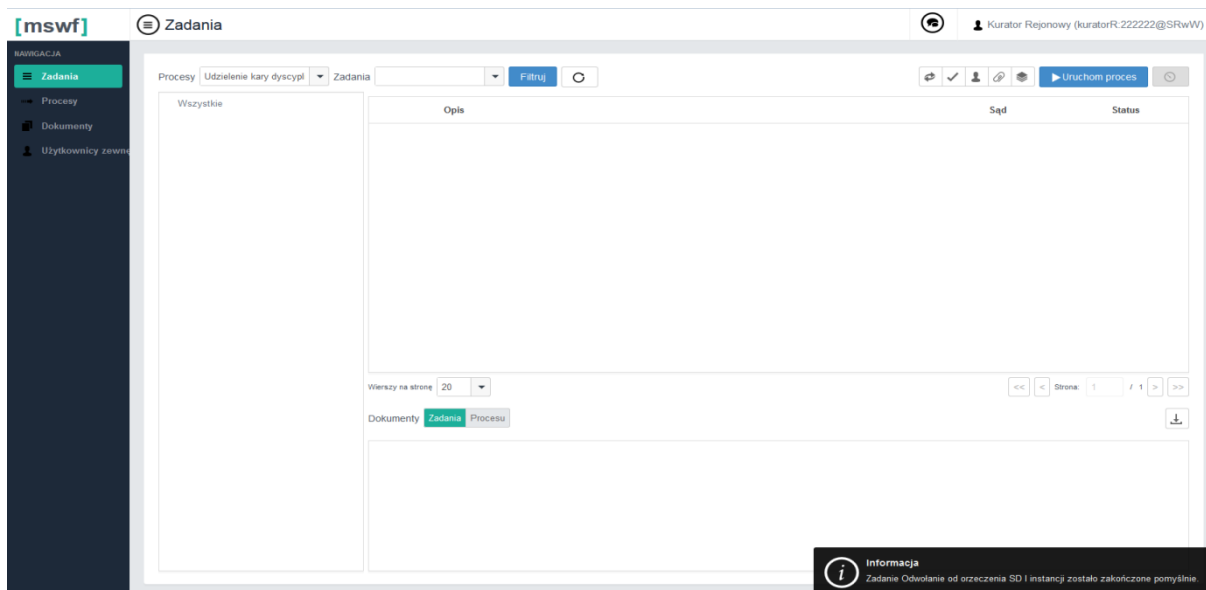 [mswf]
Zadania
Kurator Rejonowy (kuratorR:222222@SRwW)
NAWIGACJA
Zadania
Procesy
Dokumenty
Użytkownicy zewnę
Procesy Udzielenie kary dyscypl Zadania Filtruj Uruchom proces
Wszystkie
Opis Sąd Status
Wierszy na stronę 20 << < Strona: 1 / 1 > >>
Dokumenty Zadania Procesu
Informacja
Zadanie Odwołanie od orzeczenia SD I instancji zostało zakończone pomyślnie.